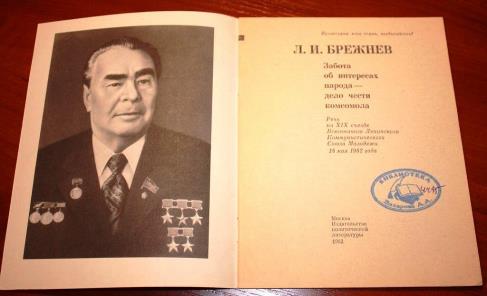 Пролетарии всех стран, соединяйтесь!
Л. И. БРЕЖНЕВ
Забота
об интересах
народа —
дело чести
комсомола
Речь
на XIX съезде
Всесоюзного Ленинского
Коммунистического
Союза Молодежи
18 мая 1982 года
БИБЛИОТЕКА
Москва
Издательство
политической
литературы
1982